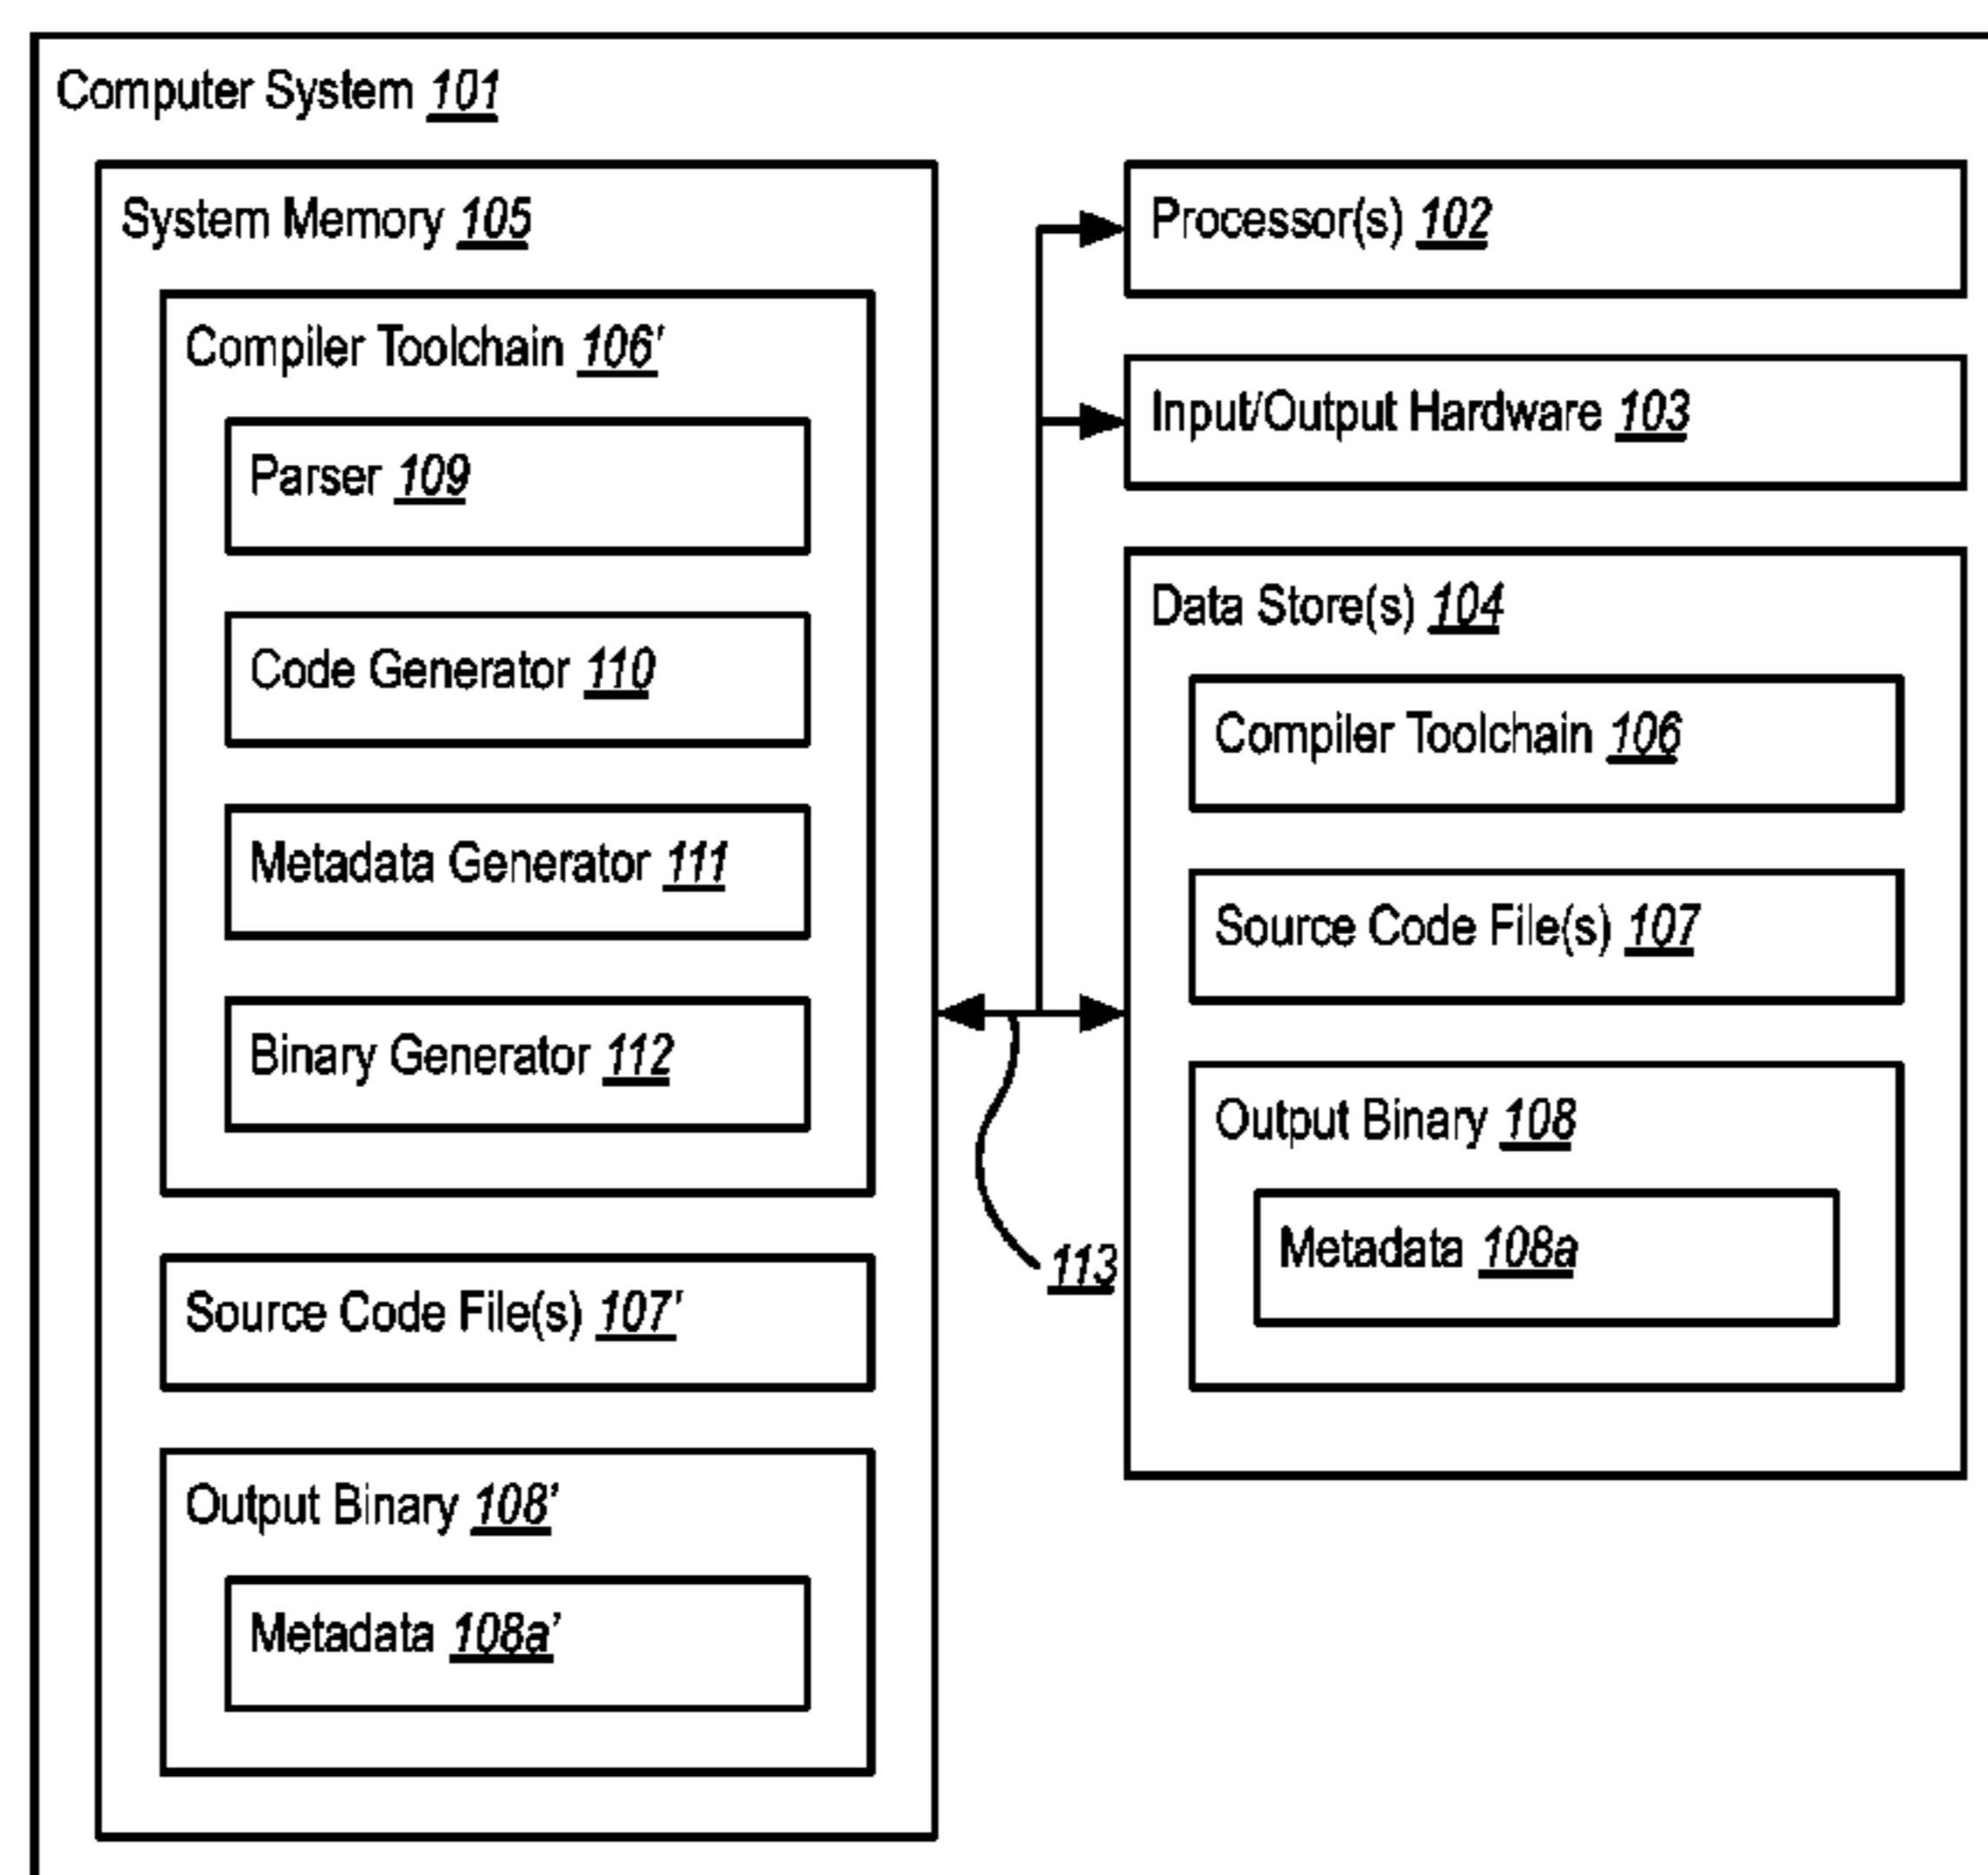 Computer System 101
System Memory 105
Compiler Toolchain 106'
Parser 109
Code Generator 110
Metadata Generator 111
Binary Generator 112
Source Code File(s) 107'
Output Binary 108'
Metadata 108a'
113
Processor(s) 102
Input/Output Hardware 103
Data Store(s) 104
Compiler Toolchain 106
Source Code File(s) 107
Output Binary 108
Metadata 108a